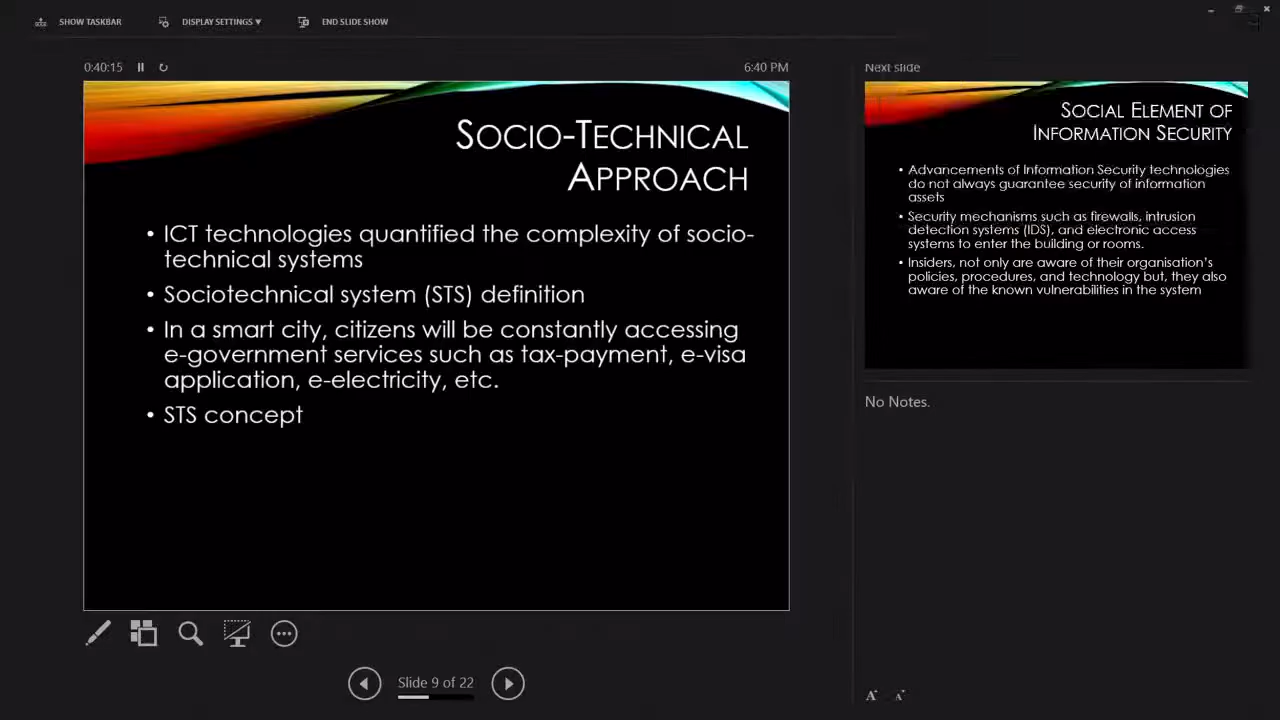 SHOW TASKBAR
DISPLAY SETTINGS ▼
END SLIDE SHOW
0:40:15
6:40 PM
SOCIO-TECHNICAL
APPROACH
• ICT technologies quantified the complexity of socio-
technical systems
• Sociotechnical system (STS) definition
• In a smart city, citizens will be constantly accessing
e-government services such as tax-payment, e-visa
application, e-electricity, etc.
• STS concept
Slide 9 of 22
Next slide
SOCIAL ELEMENT OF
INFORMATION SECURITY
• Advancements of Information Security technologies
do not always guarantee security of information
assets
• Security mechanisms such as firewalls, intrusion
detection systems (IDS), and electronic access
systems to enter the building or rooms.
• Insiders, not only are aware of their organisation's
policies, procedures, and technology but, they also
aware of the known vulnerabilities in the system
No Notes.
A A